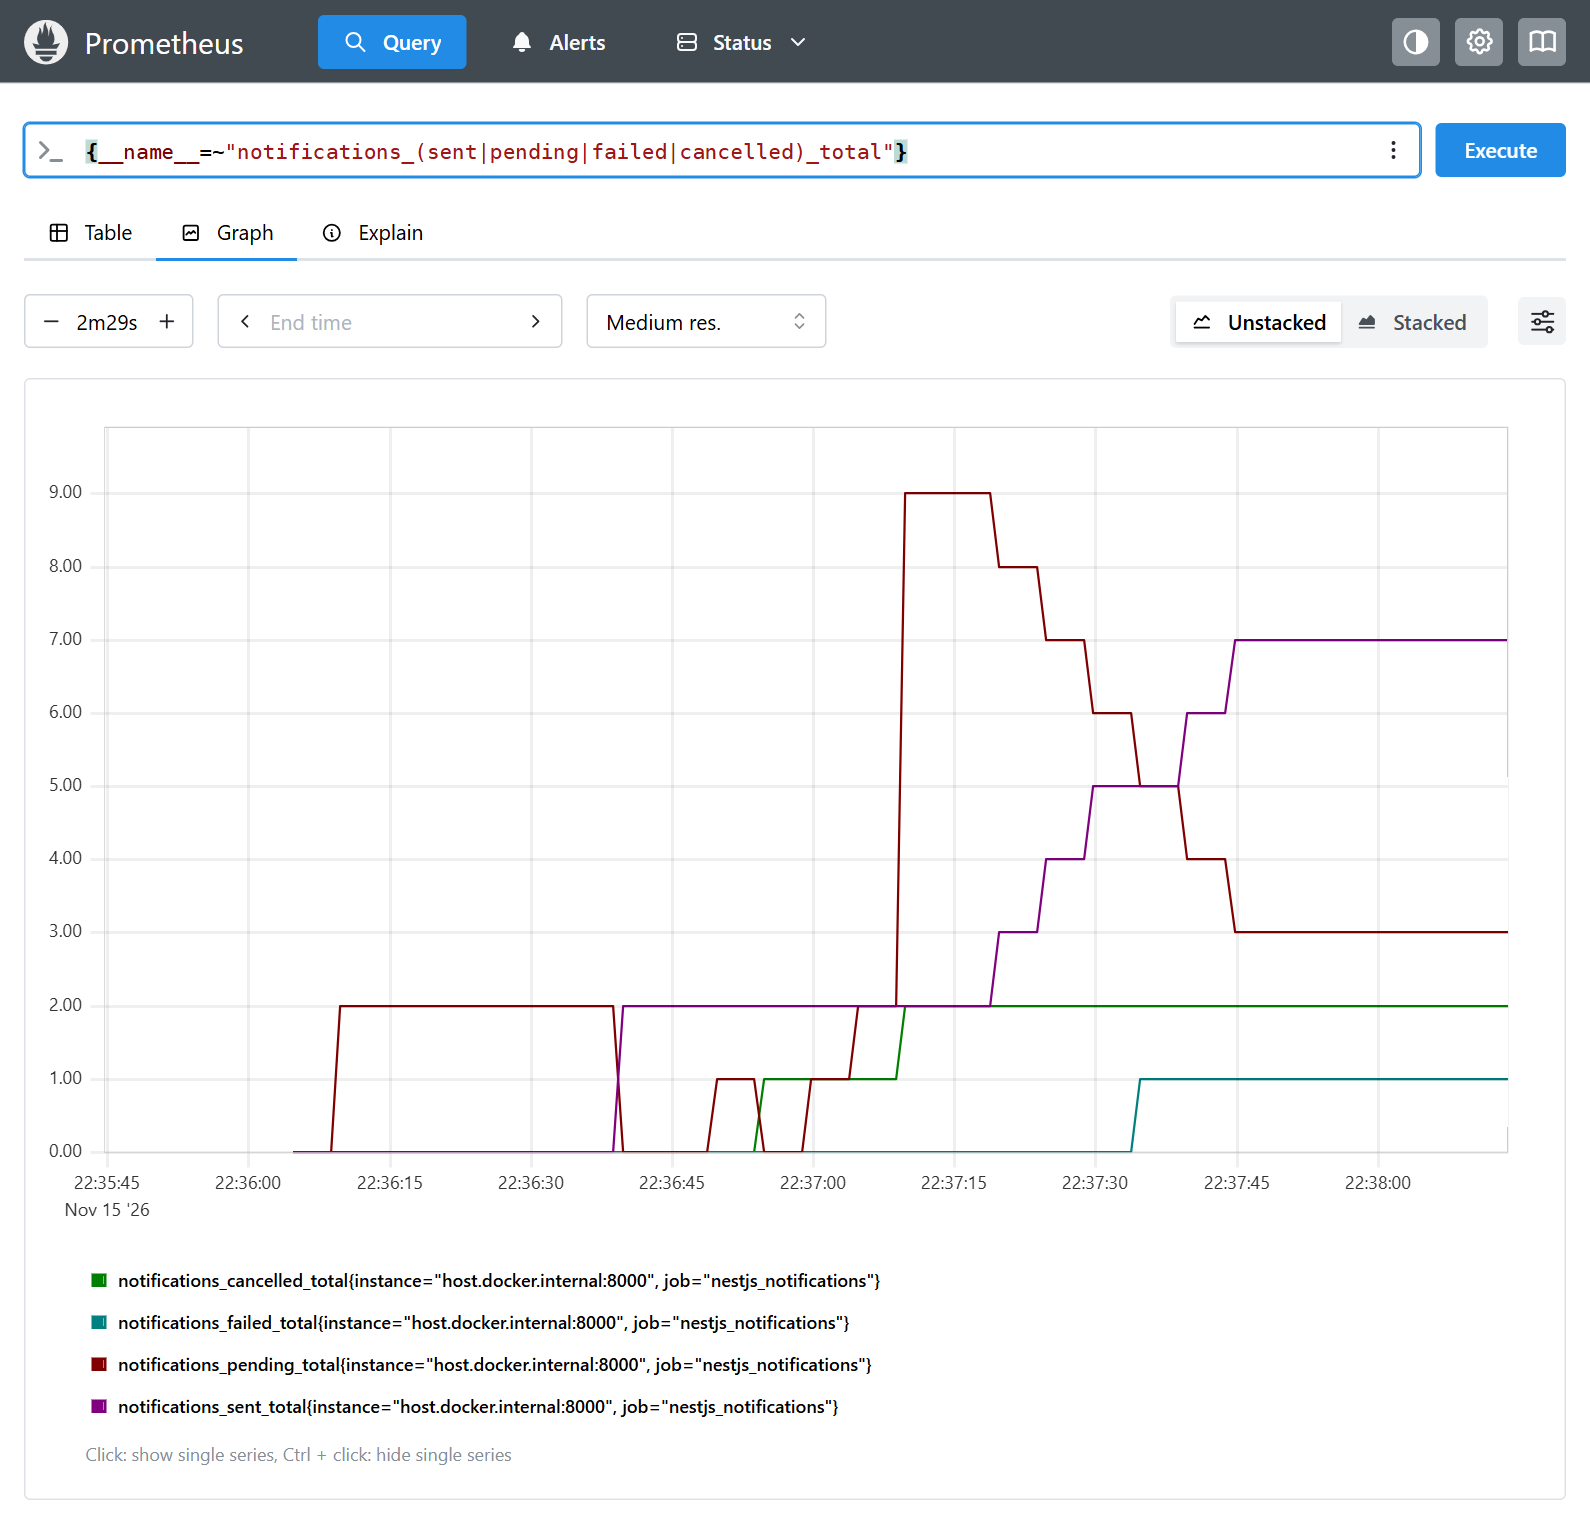 Prometheus Query Alerts Status
{__name__=~"notifications_(sent|pending|failed|cancelled)_total"}
Execute
Table Graph Explain
2m29s End time Medium res. Unstacked Stacked
9.00
8.00
7.00
6.00
5.00
4.00
3.00
2.00
1.00
0.00
22:35:45 22:36:00 22:36:15 22:36:30 22:36:45 22:37:00 22:37:15 22:37:30 22:37:45 22:38:00
Nov 15 '26
notifications_cancelled_total{instance="host.docker.internal:8000", job="nestjs_notifications"}
notifications_failed_total{instance="host.docker.internal:8000", job="nestjs_notifications"}
notifications_pending_total{instance="host.docker.internal:8000", job="nestjs_notifications"}
notifications_sent_total{instance="host.docker.internal:8000", job="nestjs_notifications"}
Click: show single series, Ctrl + click: hide single series